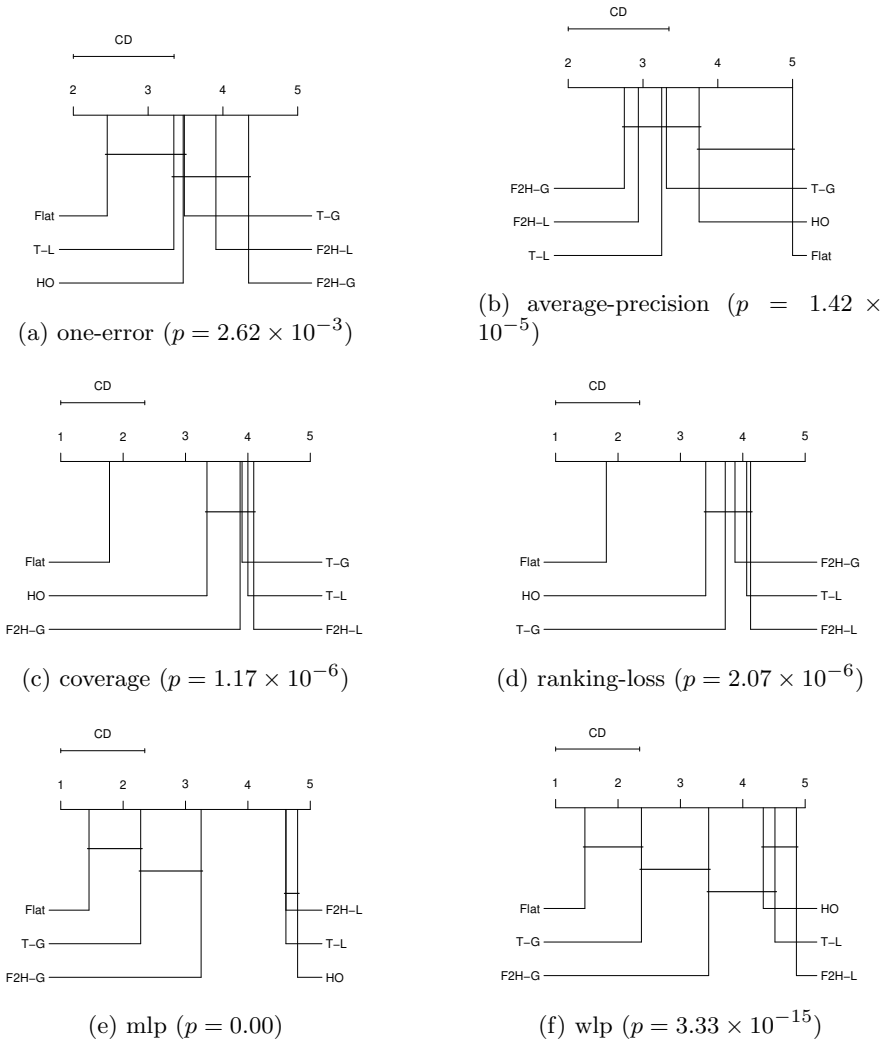 CD
2 3 4 5
Flat
T−L
HO
T−G
F2H−L
F2H−G
(a) one-error (p = 2.62 × 10−3)
CD
2 3 4 5
F2H−G
F2H−L
T−L
T−G
HO
Flat
(b) average-precision (p = 1.42 ×
10−5)
CD
1 2 3 4 5
Flat
HO
F2H−G
T−G
T−L
F2H−L
(c) coverage (p = 1.17 × 10−6)
CD
1 2 3 4 5
Flat
HO
T−G
F2H−G
T−L
F2H−L
(d) ranking-loss (p = 2.07 × 10−6)
CD
1 2 3 4 5
Flat
T−G
F2H−G
F2H−L
T−L
HO
(e) mlp (p = 0.00)
CD
1 2 3 4 5
Flat
T−G
F2H−G
HO
T−L
F2H−L
(f) wlp (p = 3.33 × 10−15)